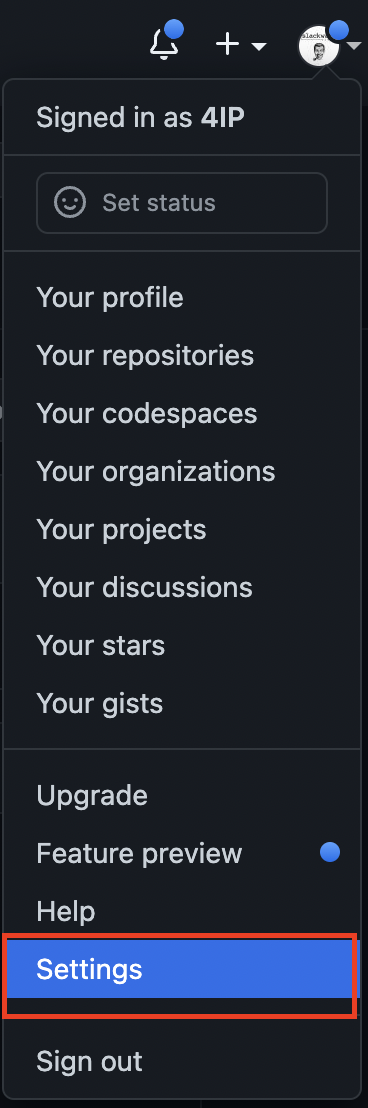 Signed in as 4IP
Set status
Your profile
Your repositories
Your codespaces
Your organizations
Your projects
Your discussions
Your stars
Your gists
Upgrade
Feature preview
Help
Settings
Sign out